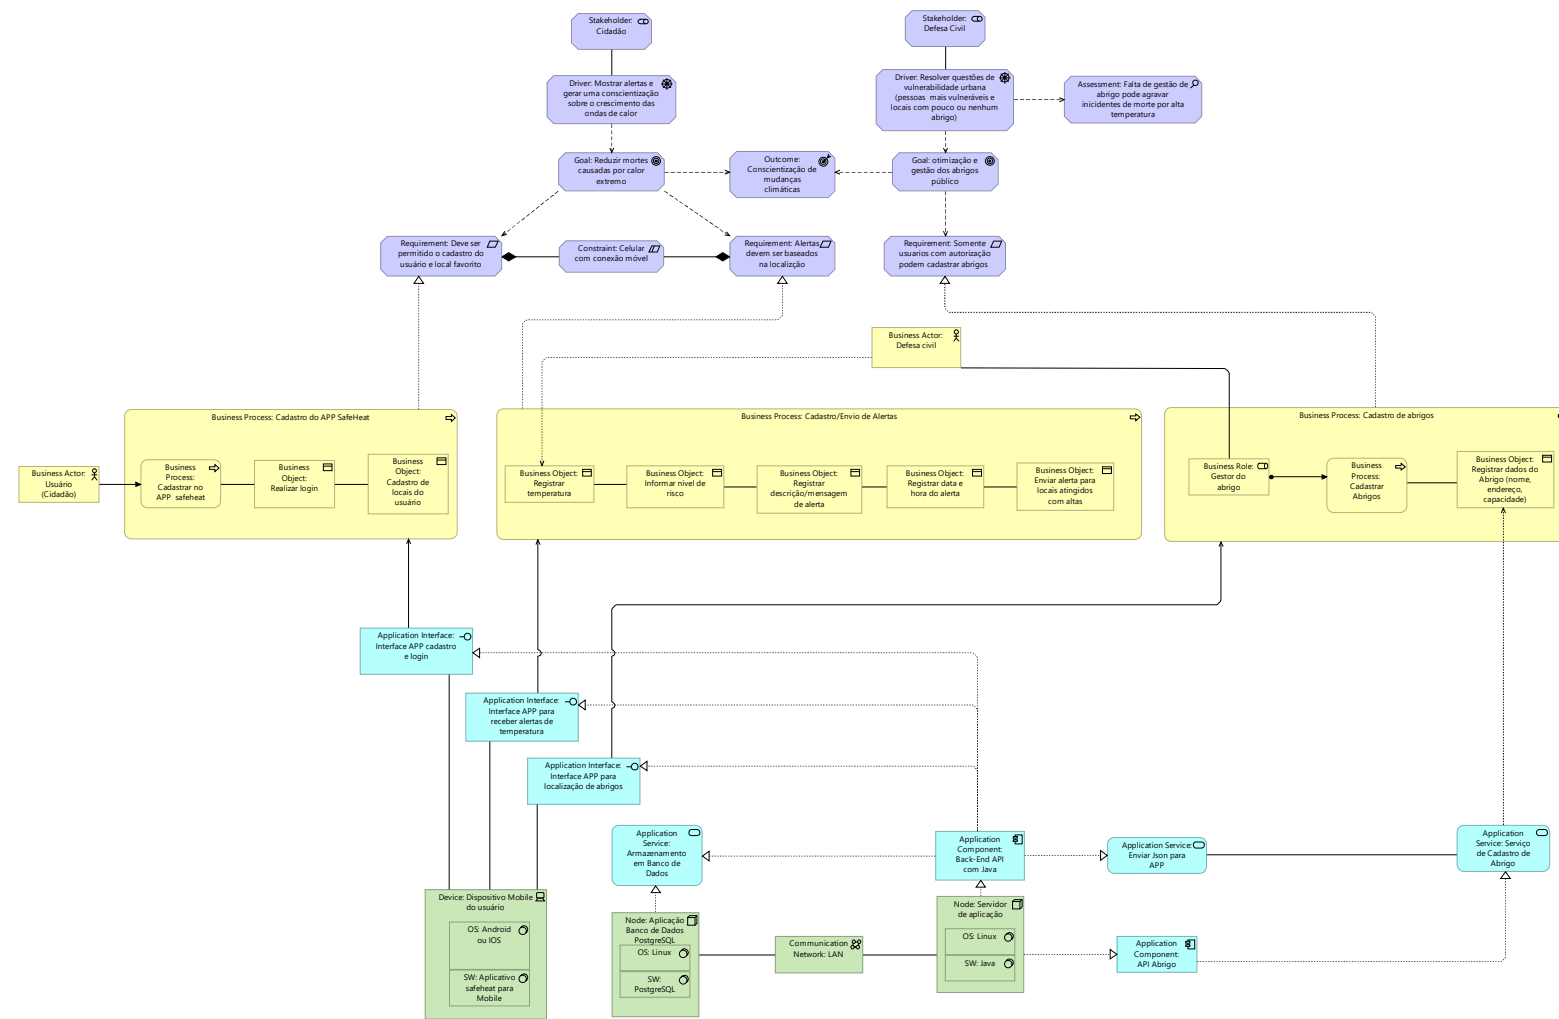 Stakeholder:
Cidadão
Stakeholder:
Defesa Civil
Driver: Mostrar alertas e
gerar uma conscientização
sobre o crescimento das
ondas de calor
Driver: Resolver questões de
vulnerabilidade urbana
(pessoas mais vulneráveis e
locais com pouco ou nenhum
abrigo)
Assessment: Falta de gestão de
abrigo pode agravar
inicidentes de morte por alta
temperatura
Goal: Reduzir mortes
causadas por calor
extremo
Outcome:
Conscientização de
mudanças
climáticas
Goal: otimização e
gestão dos abrigos
público
Requirement: Deve ser
permitido o cadastro do
usuário e local favorito
Constraint: Celular
com conexão móvel
Requirement: Alertas
devem ser baseados
na localizção
Requirement: Somente
usuarios com autorização
podem cadastrar abrigos
Business Actor:
Defesa civil
Business Process: Cadastro do APP SafeHeat
Business Process: Cadastro/Envio de Alertas
Business Process: Cadastro de abrigos
Business Actor:
Usuário
(Cidadão)
Business
Process:
Cadastrar no
APP safeheat
Business
Object:
Realizar login
Business
Object:
Cadastro de
locais do
usuário
Business Object:
Registrar
temperatura
Business Object:
Informar nível de
risco
Business Object:
Registrar
descrição/mensagem
de alerta
Business Object:
Registrar data e
hora do alerta
Business Object:
Enviar alerta para
locais atingidos
com altas
Business Role:
Gestor do
abrigo
Business
Process:
Cadastrar
Abrigos
Business Object:
Registrar dados do
Abrigo (nome,
endereço,
capacidade)
Application Interface:
Interface APP cadastro
e login
Application Interface:
Interface APP para
receber alertas de
temperatura
Application Interface:
Interface APP para
localização de abrigos
Application
Service:
Armazenamento
em Banco de
Dados
Application
Component:
Back-End API
com Java
Application Service:
Enviar Json para
APP
Application
Service: Serviço
de Cadastro de
Abrigo
Device: Dispositivo Mobile
do usuário
OS: Android
ou IOS
SW: Aplicativo
safeheat para
Mobile
Node: Aplicação
Banco de Dados
PostgreSQL
OS: Linux
SW:
PostgreSQL
Communication
Network: LAN
Node: Servidor
de aplicação
OS: Linux
SW: Java
Application
Component:
API Abrigo